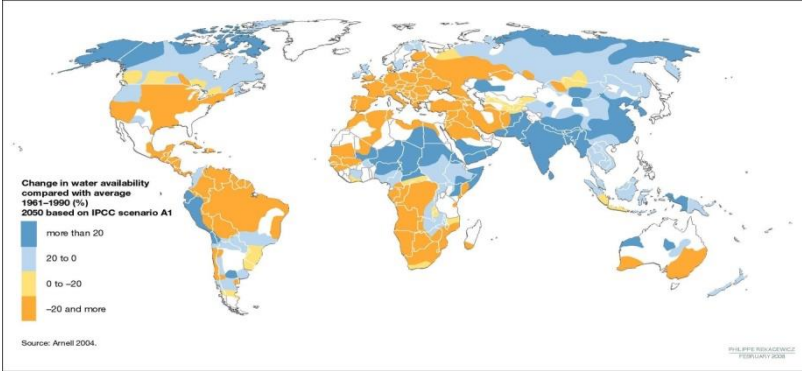 Change in water availability
compared with average
1961–1990 (%)
2050 based on IPCC scenario A1
more than 20
20 to 0
0 to –20
–20 and more
Source: Arnell 2004.
PHILIPPE REKACEWICZ
FEBRUARY 2006